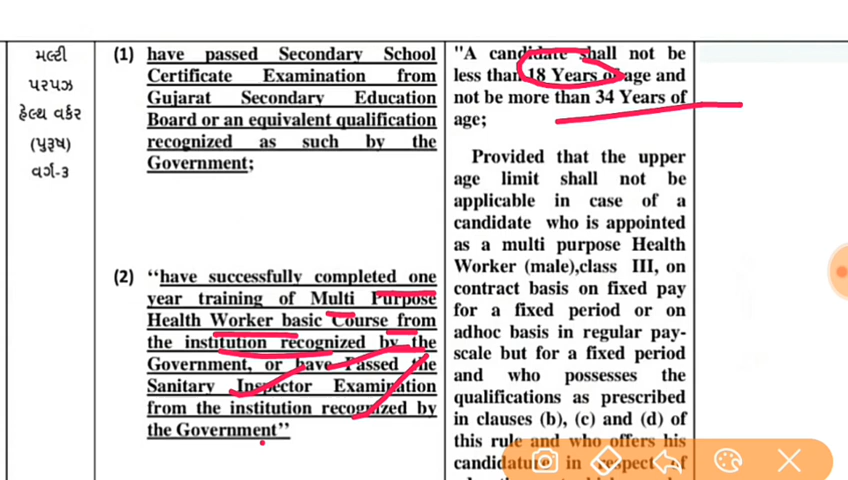 મલ્ટી
પરપઝ
હેલ્થ વર્કર
(પુરૂષ)
વર્ગ-૩
(1) have passed Secondary School
Certificate Examination from
Gujarat Secondary Education
Board or an equivalent qualification
recognized as such by the
Government;
(2) ‘‘have successfully completed one
year training of Multi Purpose
Health Worker basic Course from
the institution recognized by the
Government, or have Passed the
Sanitary Inspector Examination
from the institution recognized by
the Government’’
"A candidate shall not be
less than 18 Years of age and
not be more than 34 Years of
age;
Provided that the upper
age limit shall not be
applicable in case of a
candidate who is appointed
as a multi purpose Health
Worker (male),class III, on
contract basis on fixed pay
for a fixed period or on
adhoc basis in regular pay-
scale but for a fixed period
and who possesses the
qualifications as prescribed
in clauses (b), (c) and (d) of
this rule and who offers his
candidature in respect of